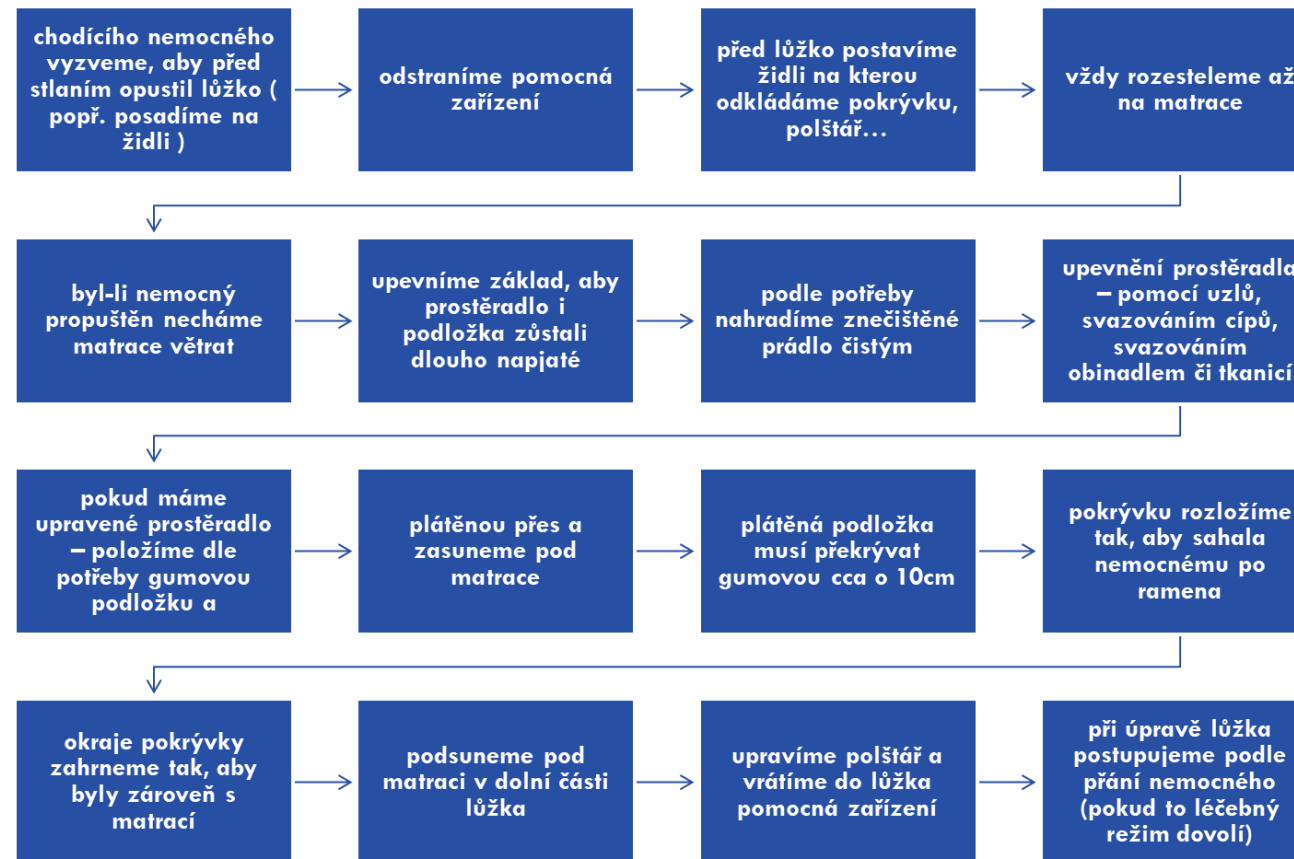 chodícího nemocného
vyzveme, aby před
stlaním opustil lůžko (
popř. posadíme na
židli )
odstraníme pomocná
zařízení
před lůžko postavíme
židli na kterou
odkládáme pokrývku,
polštář…
vždy rozesteleme až
na matrace
byl-li nemocný
propuštěn necháme
matrace větrat
upevníme základ, aby
prostěradlo i
podložka zůstali
dlouho napjaté
podle potřeby
nahradíme znečištěné
prádlo čistým
upevnění prostěradla
– pomocí uzlů,
svazováním cípů,
svazováním
obinadlem či tkanicí
pokud máme
upravené prostěradlo
– položíme dle
potřeby gumovou
podložku a
plátěnou přes a
zasuneme pod
matrace
plátěná podložka
musí překrývat
gumovou cca o 10cm
pokrývku rozložíme
tak, aby sahala
nemocnému po
ramena
okraje pokrývky
zahrneme tak, aby
byly zároveň s
matrací
podsuneme pod
matraci v dolní části
lůžka
upravíme polštář a
vrátíme do lůžka
pomocná zařízení
při úpravě lůžka
postupujeme podle
přání nemocného
(pokud to léčebný
režim dovolí)